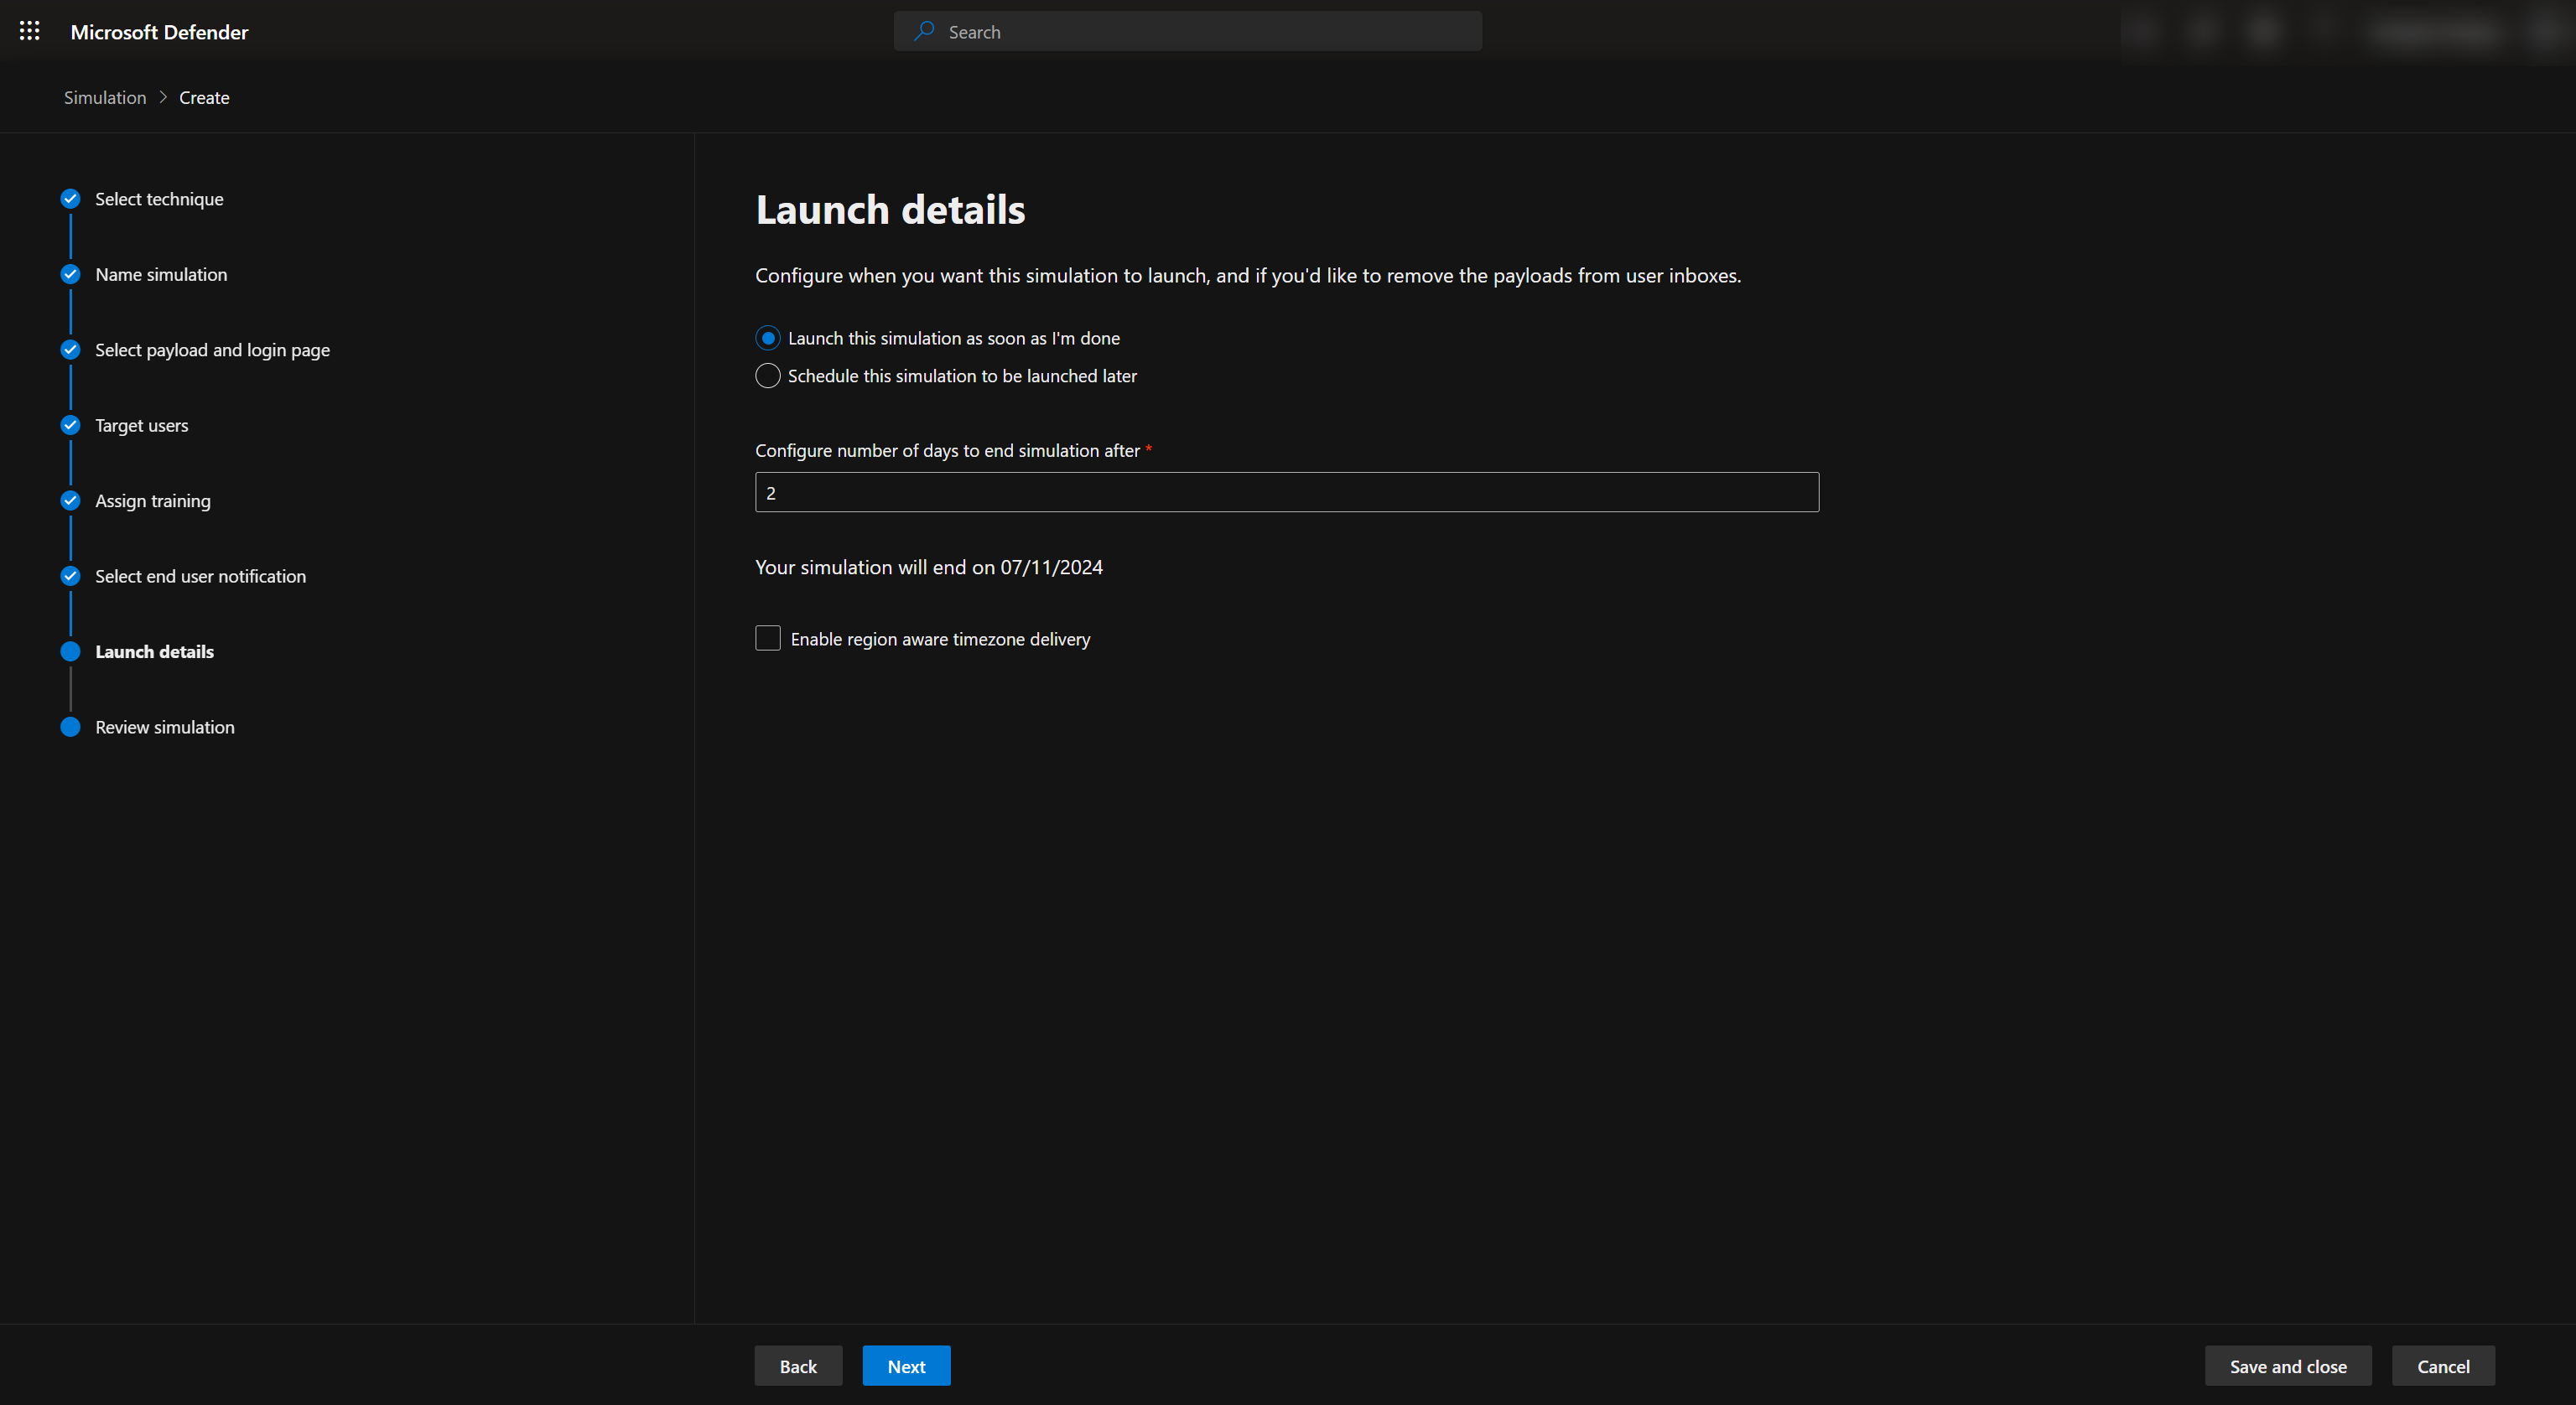 Microsoft Defender
Search
Simulation > Create
Select technique
Name simulation
Select payload and login page
Target users
Assign training
Select end user notification
Launch details
Review simulation
Launch details
Configure when you want this simulation to launch, and if you'd like to remove the payloads from user inboxes.
Launch this simulation as soon as I'm done
Schedule this simulation to be launched later
Configure number of days to end simulation after *
2
Your simulation will end on 07/11/2024
Enable region aware timezone delivery
Back
Next
Save and close
Cancel